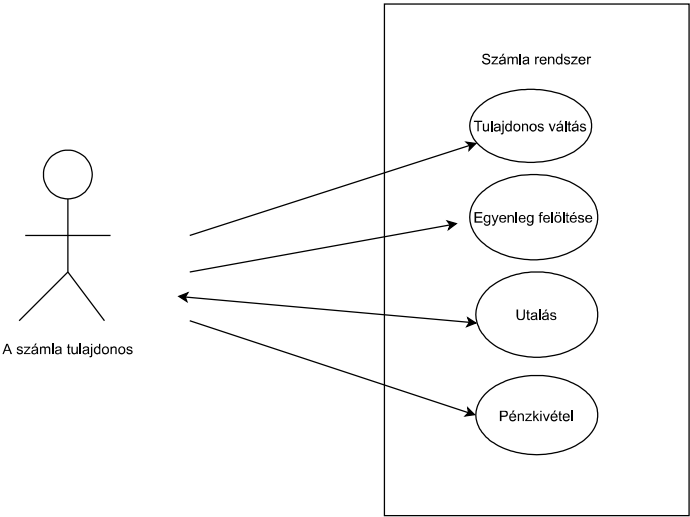 Számla rendszer
Tulajdonos váltás
Egyenleg felöltése
Utalás
Pénzkivétel
A számla tulajdonos